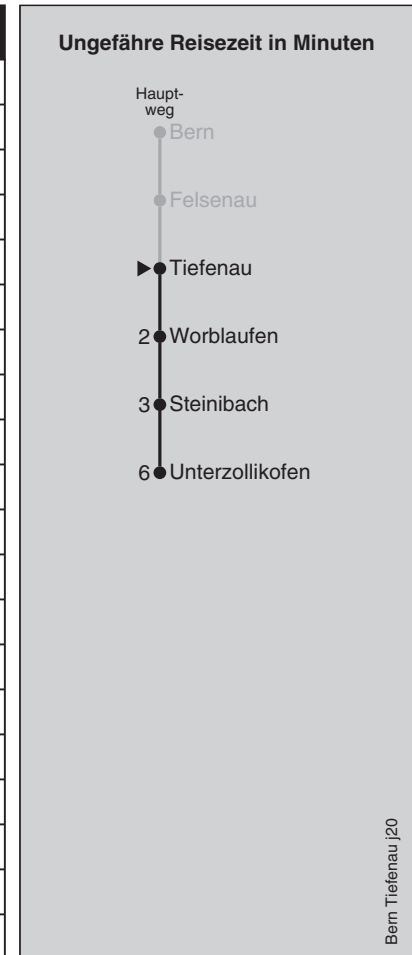 Ungefähre Reisezeit in Minuten
Haupt-
weg
Bern
Felsenau
Tiefenau
2 Worblaufen
3 Steinibach
6 Unterzollikofen
Bern Tiefenau j20